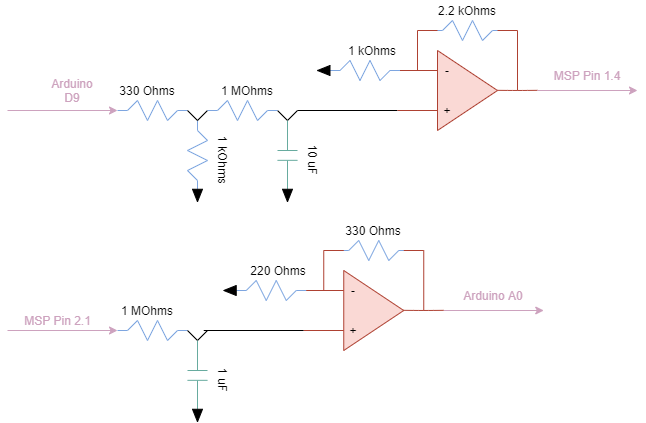 2.2 kOhms
1 kOhms
-
+
MSP Pin 1.4
Arduino
D9
330 Ohms
1 MOhms
1 kOhms
10 uF
330 Ohms
220 Ohms
-
+
Arduino A0
MSP Pin 2.1
1 MOhms
1 uF